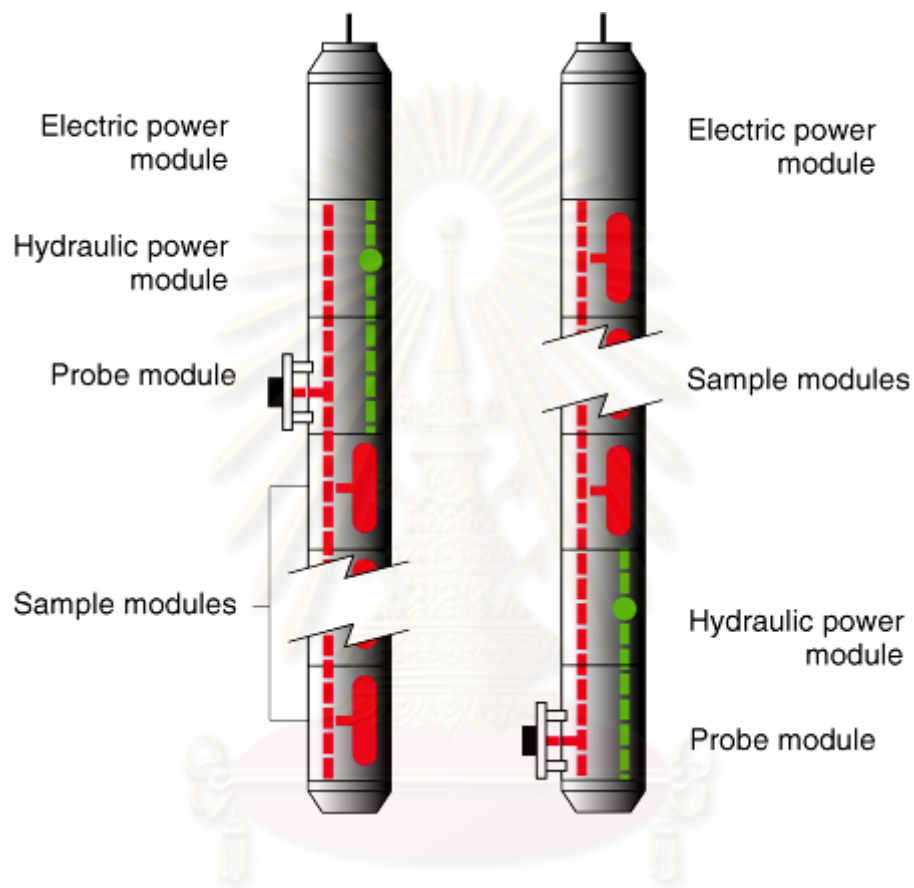 Electric power
module
Hydraulic power
module
Probe module
Sample modules
Electric power
module
Sample modules
Hydraulic power
module
Probe module